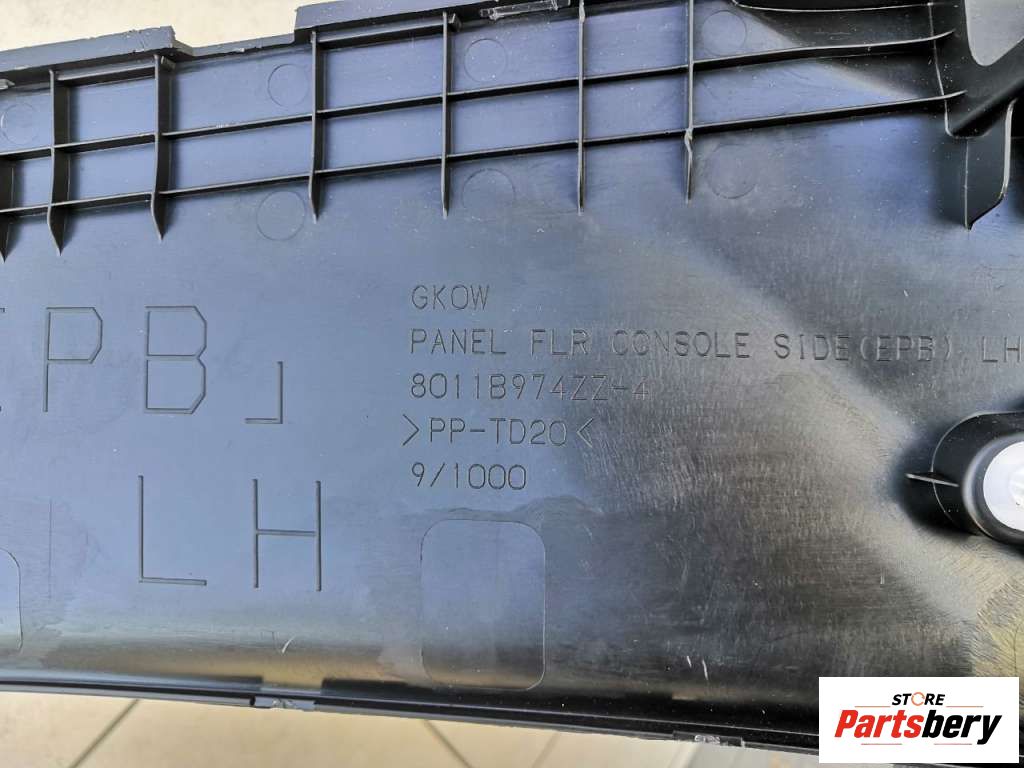 GKOW
PANEL FLR CONSOLE SIDE(EPB) LH
8011B974ZZ-4
>PP-TD20<
9/1000
PB
LH
STORE
Partsbery